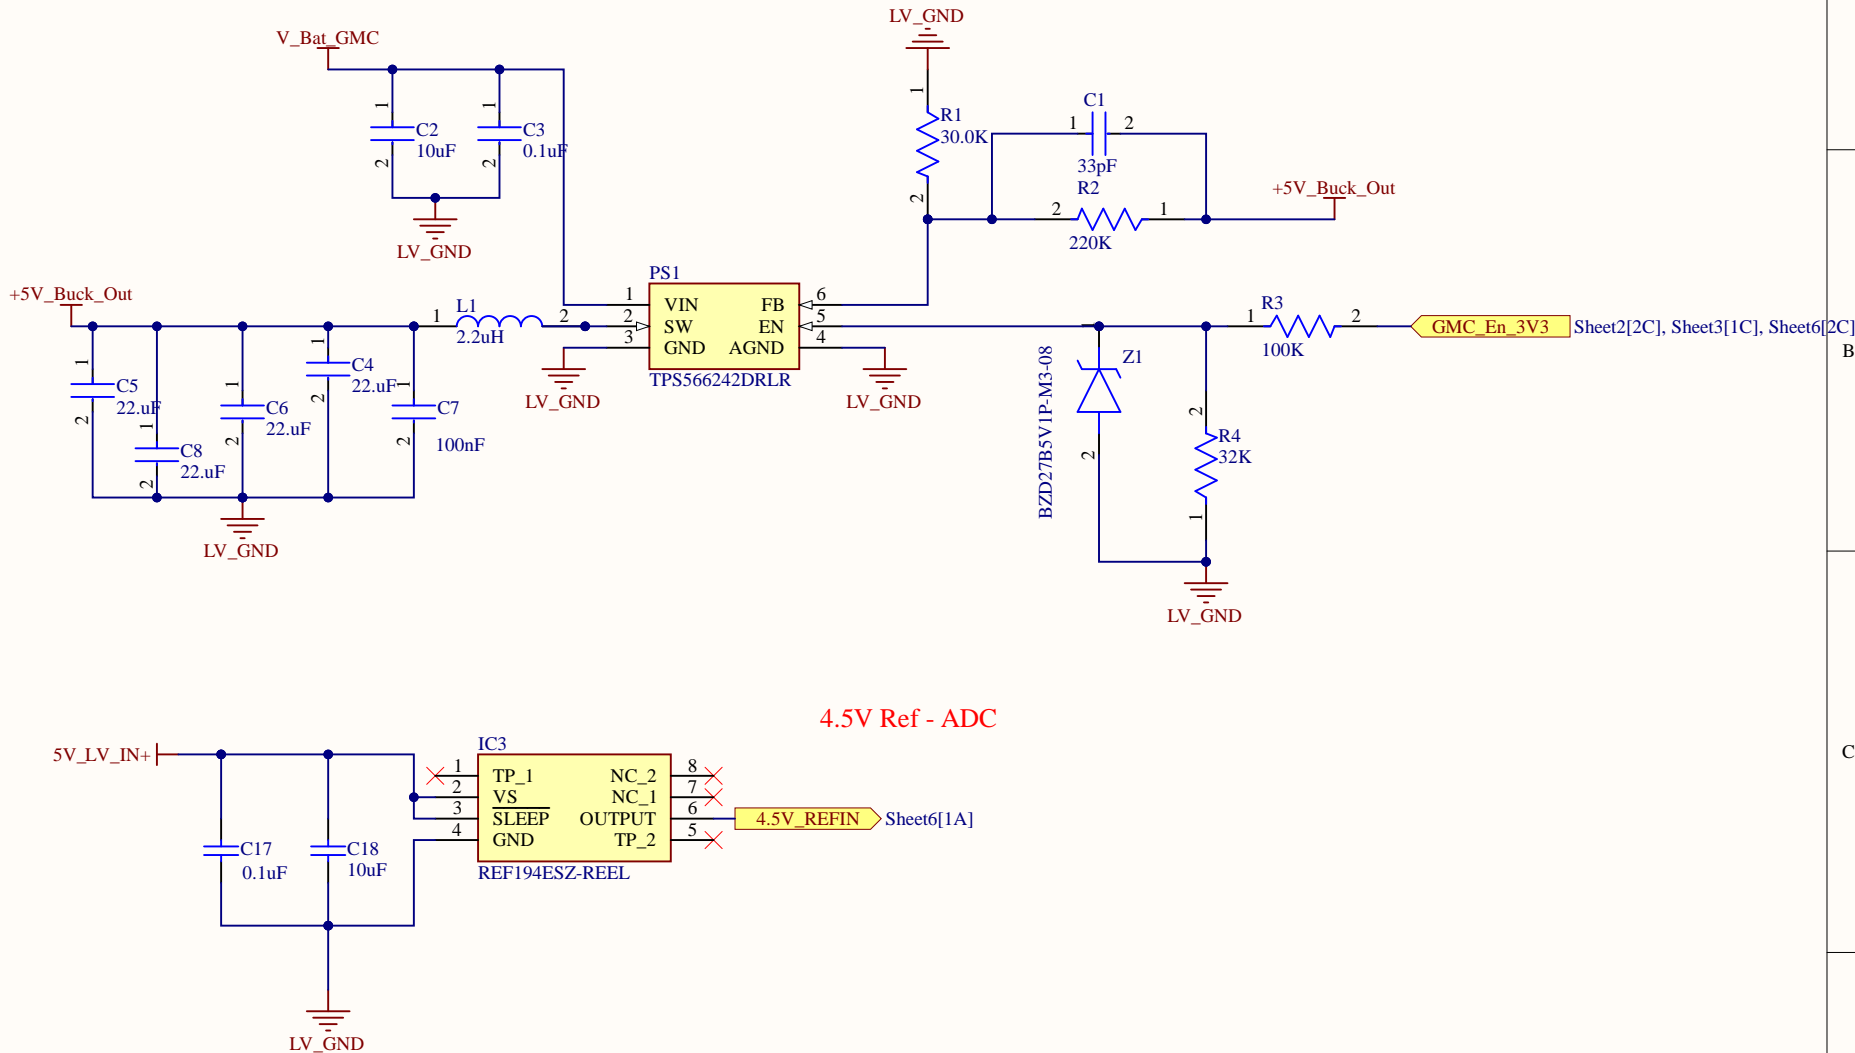 LV_GND
V_Bat_GMC
1
1
1
C1
R1
1
2
C2
C3
30.0K
10uF
0.1uF
2
2
33pF
R2
+5V_Buck_Out
2
2
1
220K
LV_GND
PS1
+5V_Buck_Out
1
VIN
FB
6
L1
R3
1
2
2
SW
EN
5
1
2
GMC_En_3V3
Sheet2[2C], Sheet3[1C], Sheet6[2C]
2.2uH
3
GND
AGND
4
100K
B
1
1
C4
Z1
TPS566242DRLR
C5
22.uF
1
1
22.uF
2
C6
C7
LV_GND
LV_GND
2
2
1
22.uF
2
2
100nF
R4
C8
32K
22.uF
2
2
BZD27B5V1P-M3-08
1
LV_GND
LV_GND
4.5V Ref - ADC
IC3
5V_LV_IN+
C
1
TP_1
NC_2
8
2
VS
NC_1
7
3
SLEEP
OUTPUT
6
4.5V_REFIN
Sheet6[1A]
4
GND
TP_2
5
C17
C18
0.1uF
10uF
REF194ESZ-REEL
LV_GND